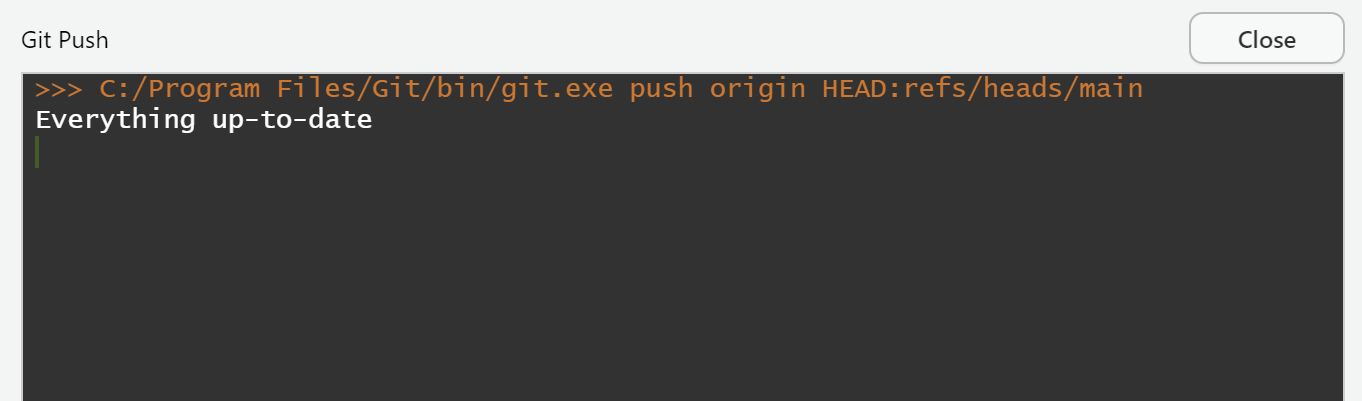 Git Push
Close
>>> C:/Program Files/Git/bin/git.exe push origin HEAD:refs/heads/main
Everything up-to-date